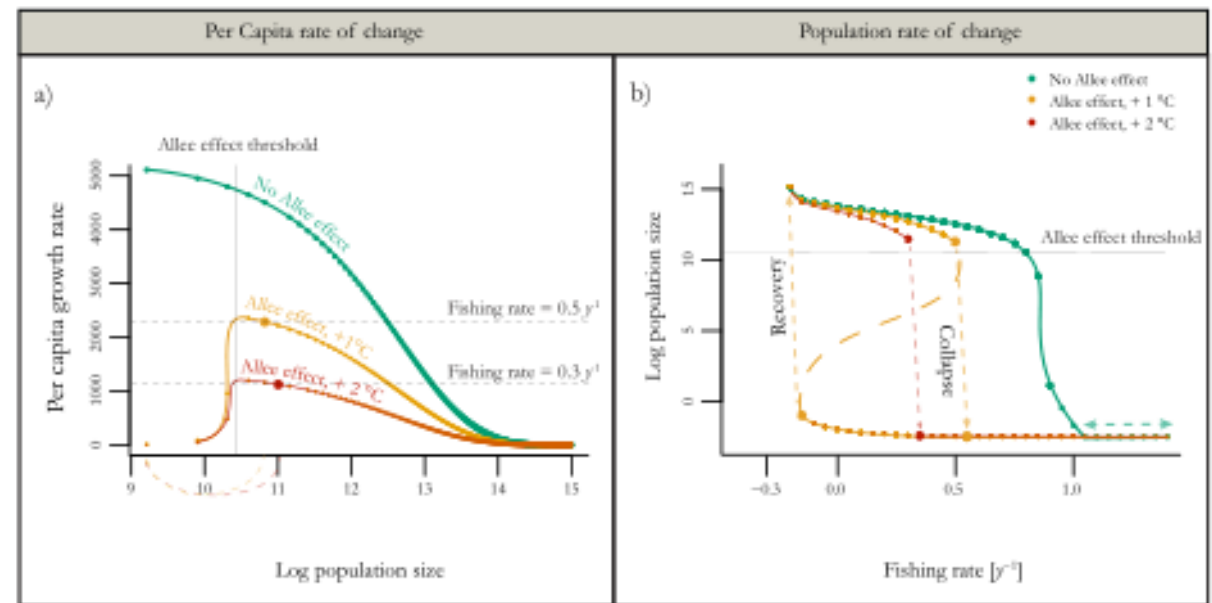 Per Capita rate of change
Population rate of change
a)
Allee effect threshold
No Allee effect
Allee effect, +1°C
Allee effect, + 2 °C
Fishing rate = 0.5 y¹
Fishing rate = 0.3 y¹
Per capita growth rate
0 1000 2000 3000 4000 5000
9 10 11 12 13 14 15
Log population size
b)
No Allee effect
Allee effect, + 1 °C
Allee effect, + 2 °C
Allee effect threshold
Recovery
Collapse
Log population size
0 5 10 15
−0.3 0.0 0.5 1.0
Fishing rate [y⁻¹]